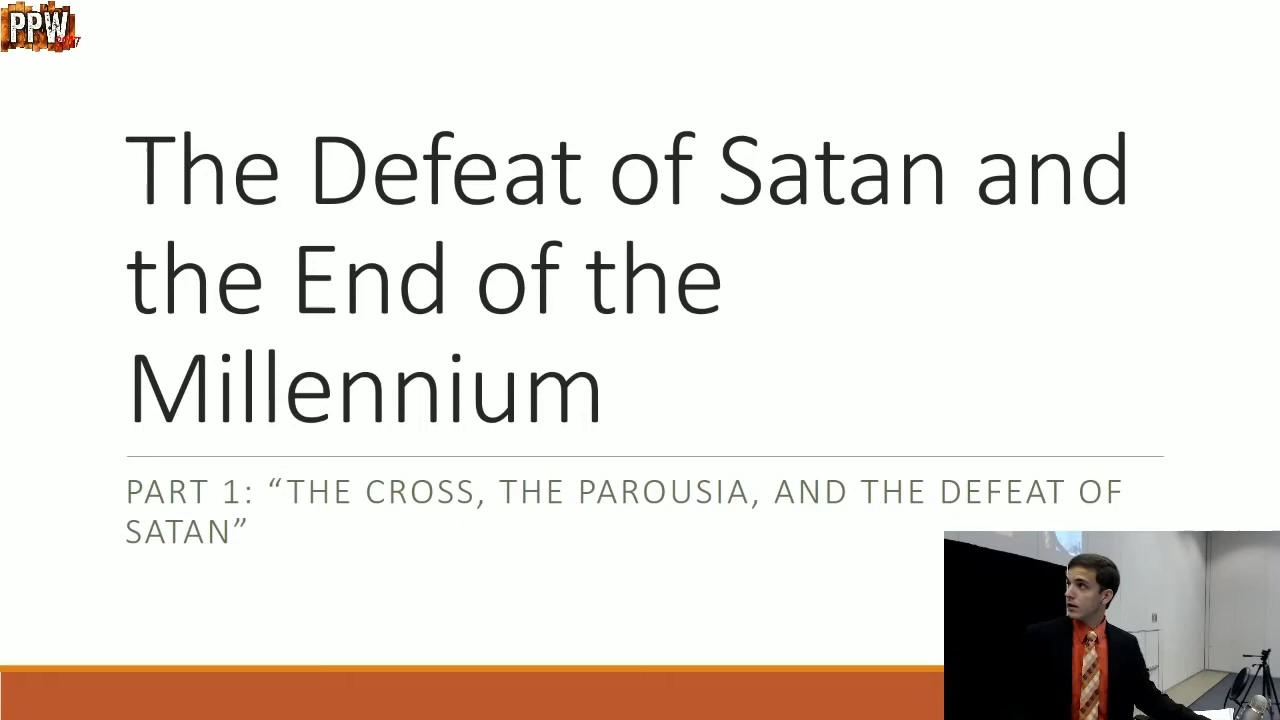 PPW
The Defeat of Satan and
the End of the
Millennium
PART 1: “THE CROSS, THE PAROUSIA, AND THE DEFEAT OF
SATAN”